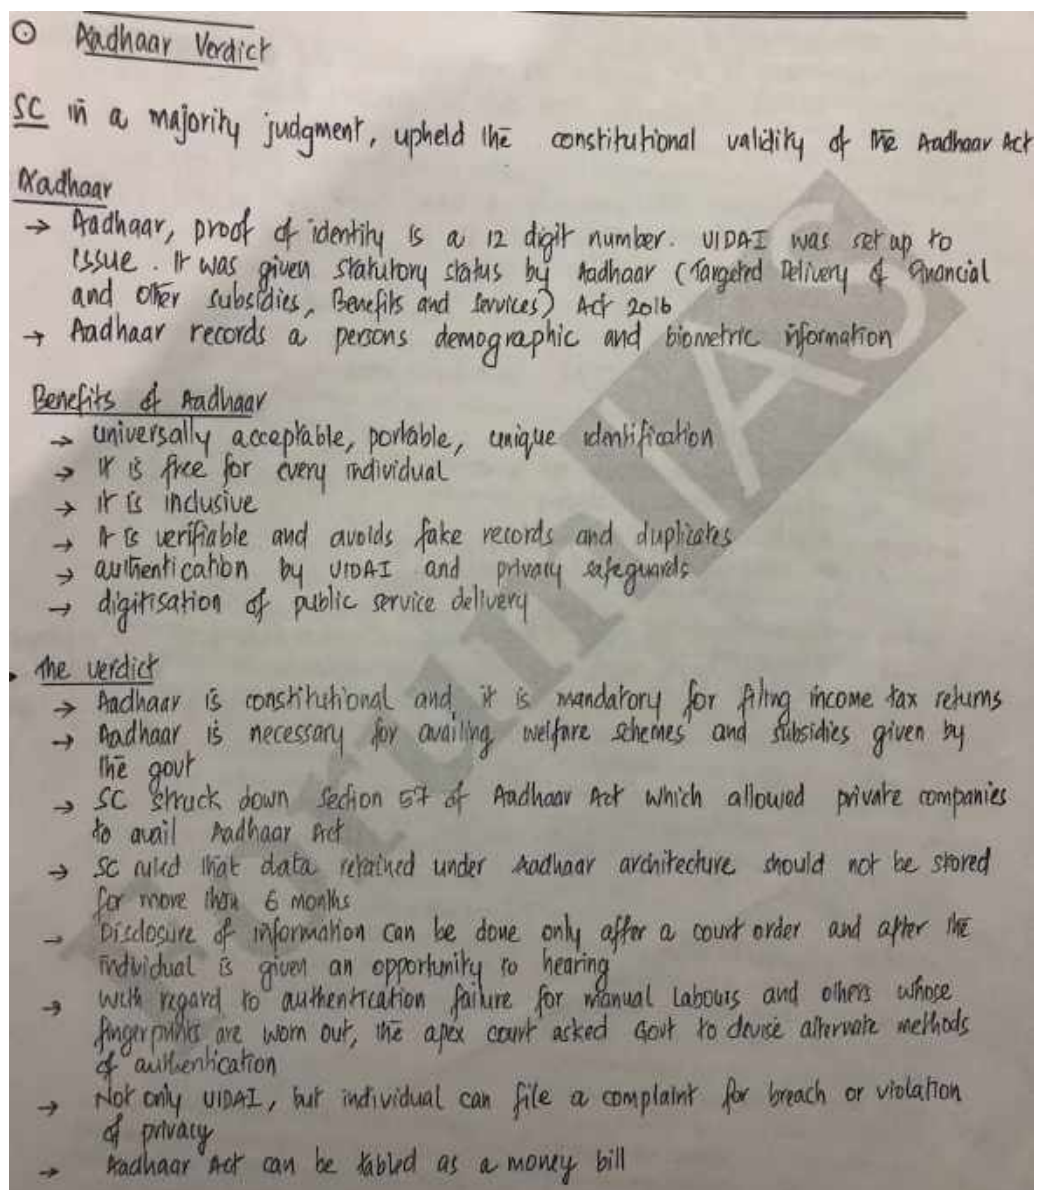 Aadhaar Verdict
SC in a majority judgment, upheld the constitutional validity of the Aadhaar Act
Aadhaar
→ Aadhaar, proof of identity is a 12 digit number. UIDAI was set up to
issue. It was given statutory status by Aadhaar (Targeted Delivery of Financial
and other subsidies, Benefits and Services) Act 2016
→ Aadhaar records a persons demographic and biometric information
Benefits of Aadhaar
→ universally acceptable, portable, unique identification
→ It is free for every individual
→ it is inclusive
→ It is verifiable and avoids fake records and duplicates
→ authentication by UIDAI and privacy safeguards
→ digitisation of public service delivery
The verdict
→ Aadhaar is constitutional and it is mandatory for filing income tax returns
→ Aadhaar is necessary for availing welfare schemes and subsidies given by
the govt
→ SC struck down Section 57 of Aadhaar Act which allowed private companies
to avail Aadhaar Act
→ SC ruled that data retained under Aadhaar architecture should not be stored
for more than 6 months
→ Disclosure of information can be done only after a court order and after the
individual is given an opportunity to hearing
→ With regard to authentication failure for manual Labours and others whose
fingerprints are worn out, the apex court asked Govt to device alternate methods
of authentication
→ Not only UIDAI, but individual can file a complaint for breach or violation
of privacy
→ Aadhaar Act can be tabled as a money bill